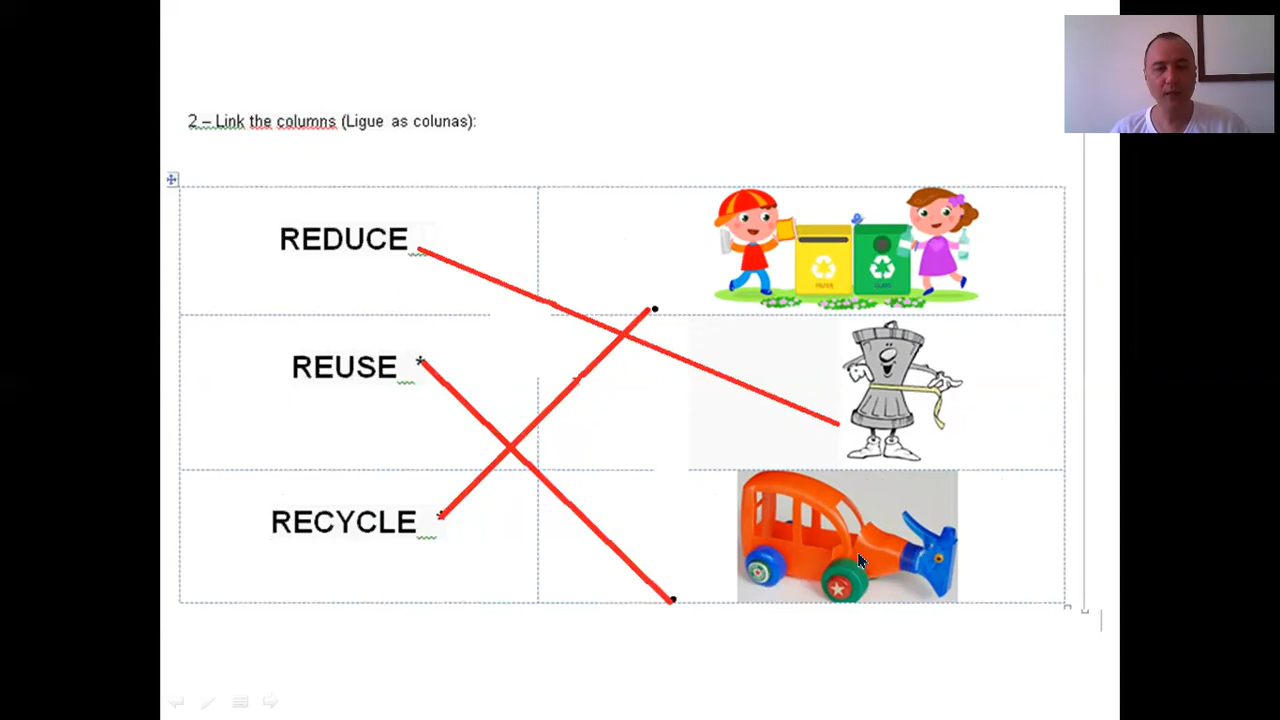 2 – Link the columns (Ligue as colunas):
REDUCE
REUSE *
RECYCLE *